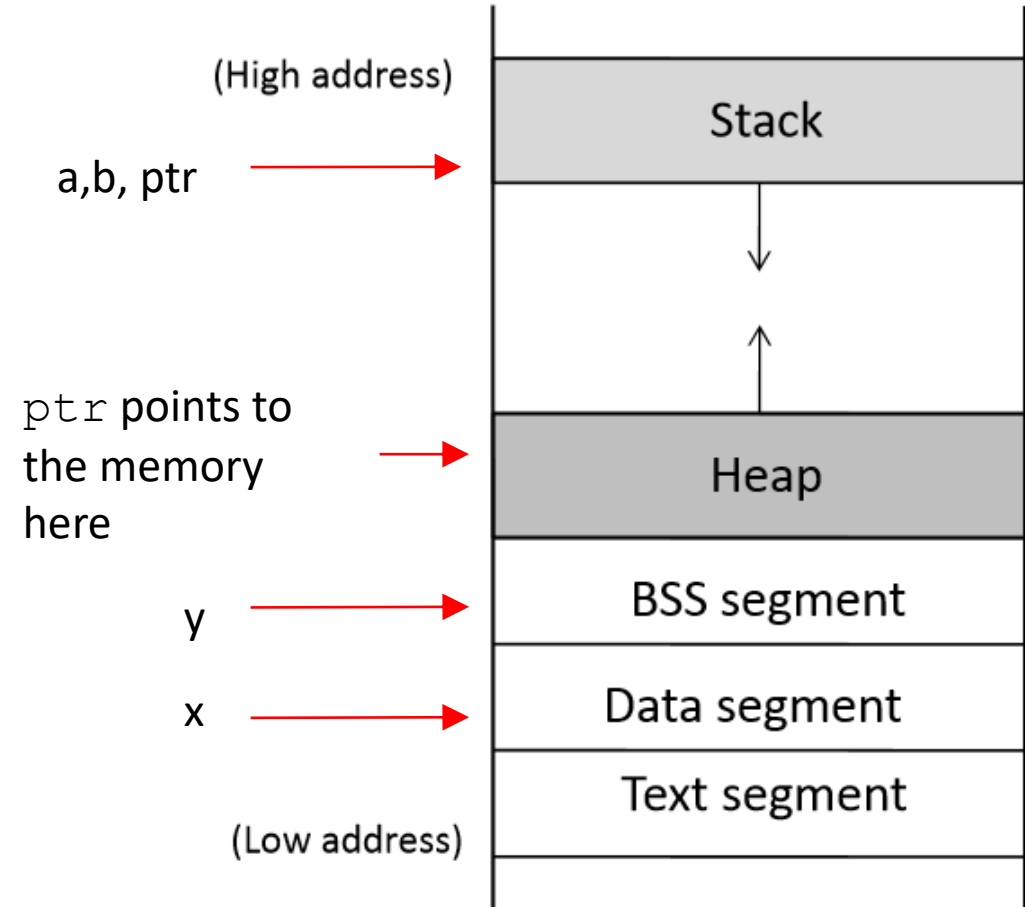 (High address)
Stack
a,b, ptr
ptr points to
the memory
here
Heap
y
BSS segment
x
Data segment
Text segment
(Low address)